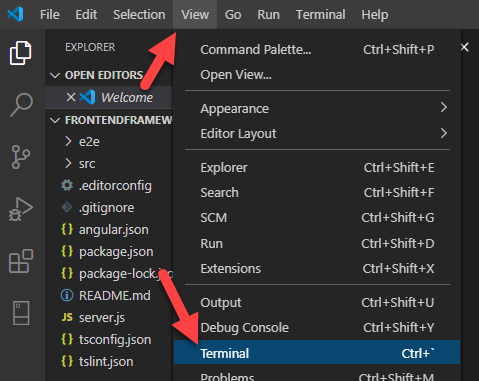 File Edit Selection View Go Run Terminal Help
EXPLORER
OPEN EDITORS
Welcome
FRONTENDFRAMEW
e2e
src
.editorconfig
.gitignore
angular.json
package.json
package-lock.js
README.md
server.js
tsconfig.json
tslint.json
Command Palette... Ctrl+Shift+P
Open View...
Appearance
Editor Layout
Explorer Ctrl+Shift+E
Search Ctrl+Shift+F
SCM Ctrl+Shift+G
Run Ctrl+Shift+D
Extensions Ctrl+Shift+X
Output Ctrl+Shift+U
Debug Console Ctrl+Shift+Y
Terminal Ctrl+`
Problems Ctrl+Shift+M